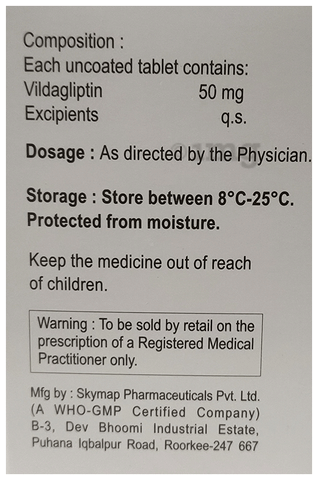 Composition :
Each uncoated tablet contains:
Vildagliptin 50 mg
Excipients q.s.
Dosage : As directed by the Physician.
Storage : Store between 8°C-25°C.
Protected from moisture.
Keep the medicine out of reach
of children.
Warning : To be sold by retail on the
prescription of a Registered Medical
Practitioner only.
Mfg by : Skymap Pharmaceuticals Pvt. Ltd.
(A WHO-GMP Certified Company)
B-3, Dev Bhoomi Industrial Estate,
Puhana Iqbalpur Road, Roorkee-247 667